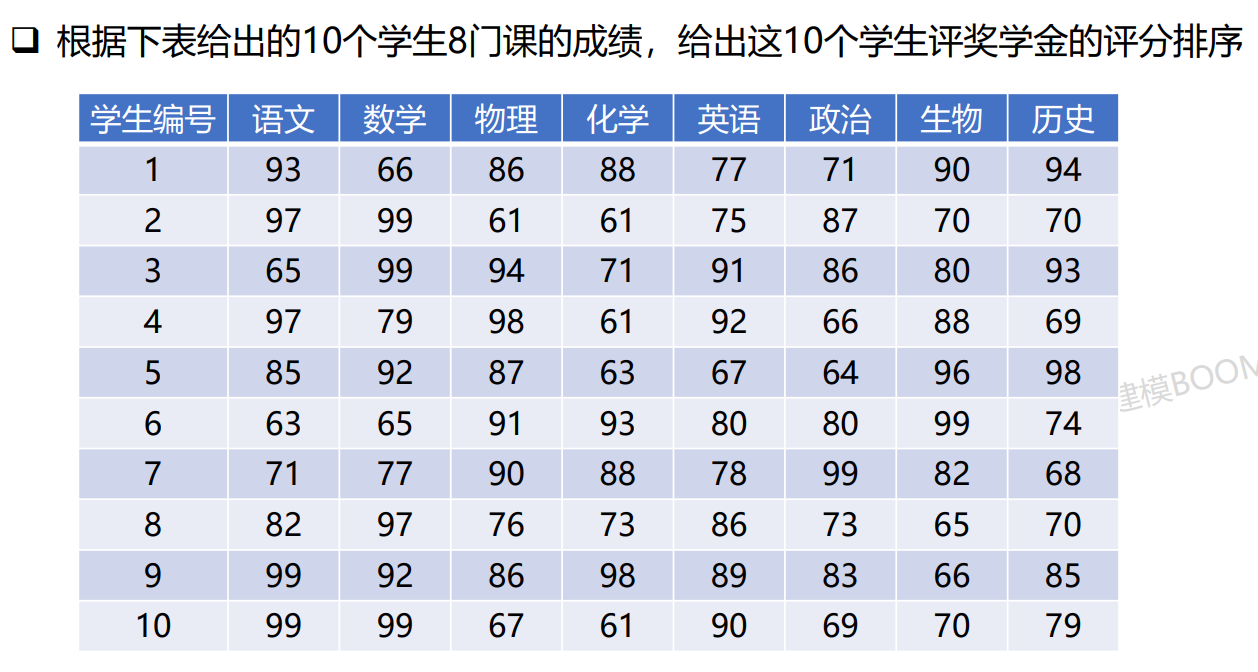 ❑ 根据下表给出的10个学生8门课的成绩，给出这10个学生评奖学金的评分排序
学生编号 语文 数学 物理 化学 英语 政治 生物 历史
1 93 66 86 88 77 71 90 94
2 97 99 61 61 75 87 70 70
3 65 99 94 71 91 86 80 93
4 97 79 98 61 92 66 88 69
5 85 92 87 63 67 64 96 98
6 63 65 91 93 80 80 99 74
7 71 77 90 88 78 99 82 68
8 82 97 76 73 86 73 65 70
9 99 92 86 98 89 83 66 85
10 99 99 67 61 90 69 70 79
建模BOOM